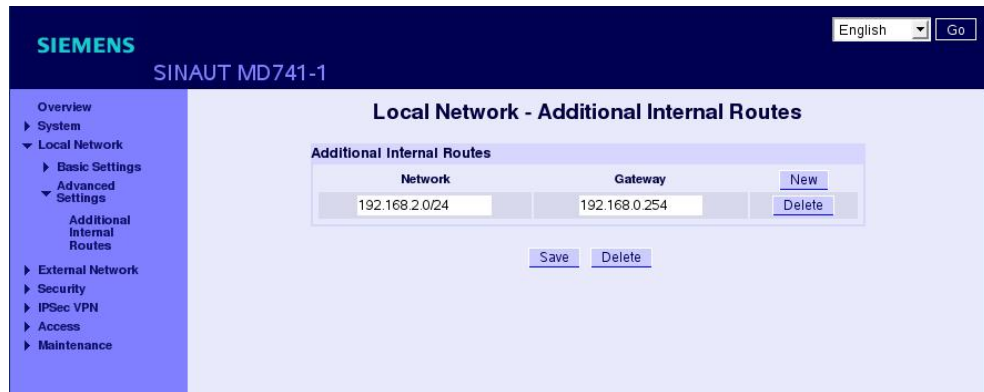 SIEMENS
English
Go
SINAUT MD741-1
Overview
System
Local Network
Basic Settings
Advanced
Settings
Additional
Internal
Routes
External Network
Security
IPSec VPN
Access
Maintenance
Local Network - Additional Internal Routes
Additional Internal Routes
Network Gateway New
192.168.2.0/24 192.168.0.254 Delete
Save Delete